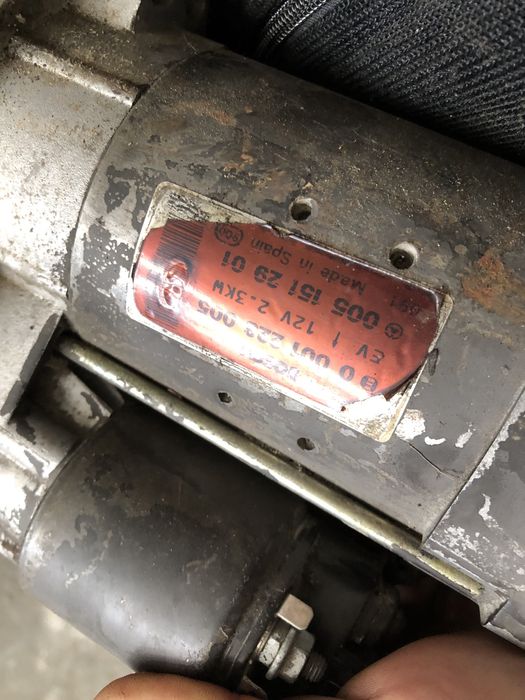 B 0 001 223 005
EV ↑ 12V 2.3KW
005 151 29 01
Made in Spain